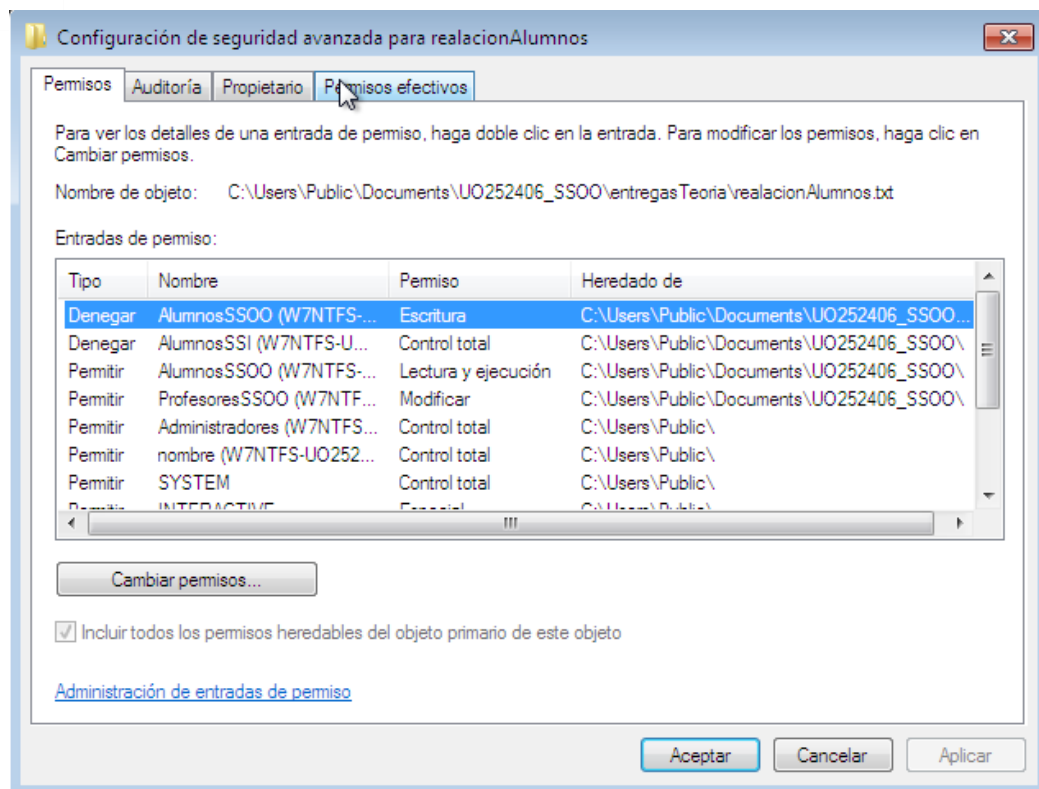 Configuración de seguridad avanzada para realacionAlumnos
Permisos Auditoría Propietario Permisos efectivos
Para ver los detalles de una entrada de permiso, haga doble clic en la entrada. Para modificar los permisos, haga clic en
Cambiar permisos.
Nombre de objeto: C:\Users\Public\Documents\UO252406_SSOO\entregasTeoria\realacionAlumnos.txt
Entradas de permiso:
Tipo Nombre Permiso Heredado de
Denegar AlumnosSSOO (W7NTFS-... Escritura C:\Users\Public\Documents\UO252406_SSOO...
Denegar AlumnosSSI (W7NTFS-U... Control total C:\Users\Public\Documents\UO252406_SSOO\
Permitir AlumnosSSOO (W7NTFS-... Lectura y ejecución C:\Users\Public\Documents\UO252406_SSOO\
Permitir ProfesoresSSOO (W7NTF... Modificar C:\Users\Public\Documents\UO252406_SSOO\
Permitir Administradores (W7NTFS... Control total C:\Users\Public\
Permitir nombre (W7NTFS-UO252... Control total C:\Users\Public\
Permitir SYSTEM Control total C:\Users\Public\
Permitir INTERACTIVE Especial C:\Users\Public\
Cambiar permisos...
Incluir todos los permisos heredables del objeto primario de este objeto
Administración de entradas de permiso
Aceptar Cancelar Aplicar